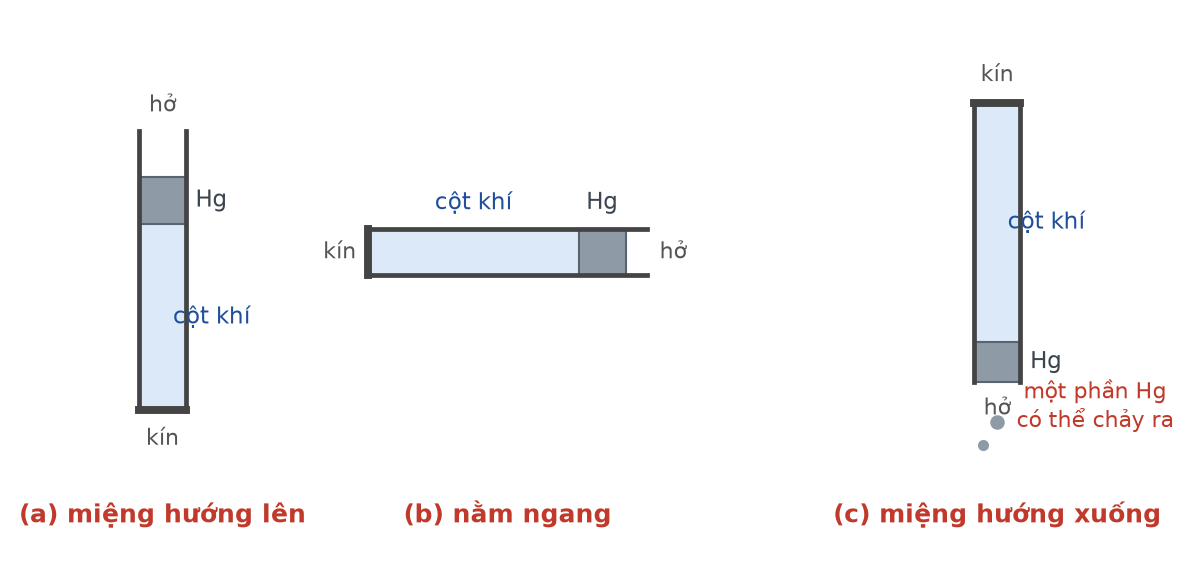 hở
Hg
cột khí
kín
(a) miệng hướng lên
cột khí
Hg
kín
hở
(b) nằm ngang
kín
cột khí
Hg
hở
một phần Hg
có thể chảy ra
(c) miệng hướng xuống